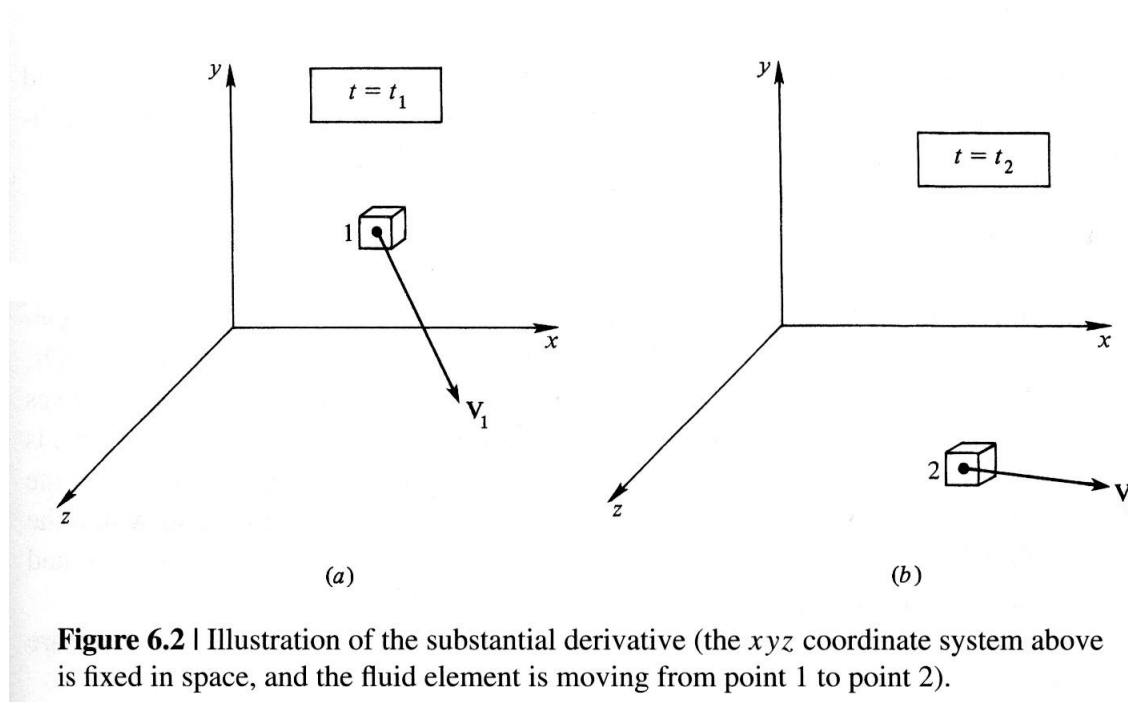 y
t = t₁
1
x
V₁
z
(a)
y
t = t₂
x
2
V
z
(b)
Figure 6.2 | Illustration of the substantial derivative (the xyz coordinate system above
is fixed in space, and the fluid element is moving from point 1 to point 2).